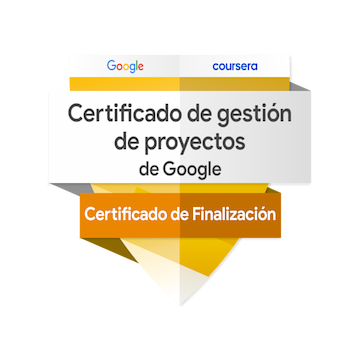 Google coursera
Certificado de gestión
de proyectos
de Google
Certificado de Finalización